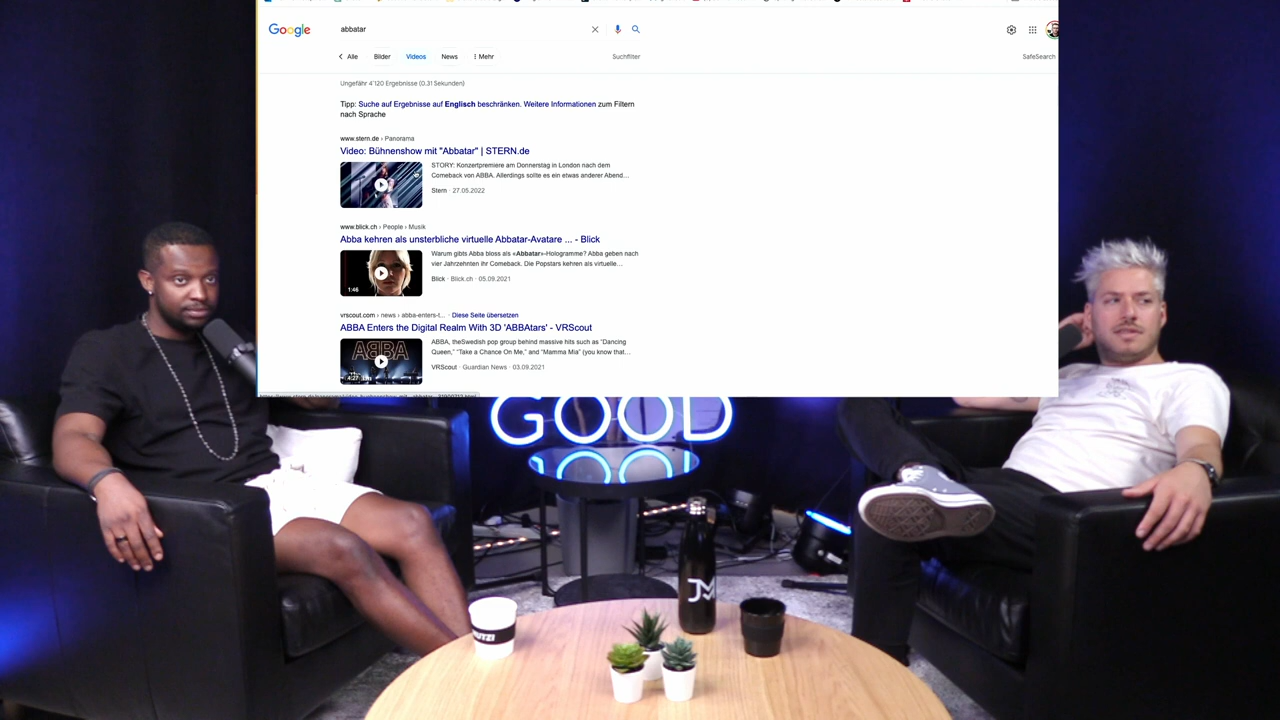 Google
abbatar
Alle Bilder Videos News Mehr Suchfilter SafeSearch
Ungefähr 4'120 Ergebnisse (0.31 Sekunden)
Tipp: Suche auf Ergebnisse auf Englisch beschränken. Weitere Informationen zum Filtern
nach Sprache
www.stern.de › Panorama
Video: Bühnenshow mit "Abbatar" | STERN.de
STORY: Konzertpremiere am Donnerstag in London nach dem
Comeback von ABBA. Allerdings sollte es ein etwas anderer Abend...
Stern · 27.05.2022
www.blick.ch › People › Musik
Abba kehren als unsterbliche virtuelle Abbatar-Avatare ... - Blick
Warum gibts Abba bloss als «Abbatar»-Hologramme? Abba geben nach
vier Jahrzehnten ihr Comeback. Die Popstars kehren als virtuelle...
1:46
Blick · Blick.ch · 05.09.2021
vrscout.com › news › abba-enters-t... · Diese Seite übersetzen
ABBA Enters the Digital Realm With 3D 'ABBAtars' - VRScout
ABBA, theSwedish pop group behind massive hits such as "Dancing
Queen," "Take a Chance On Me," and "Mamma Mia" (you know that...
ABBA
4:27
VRScout · Guardian News · 03.09.2021
GOOD
JM